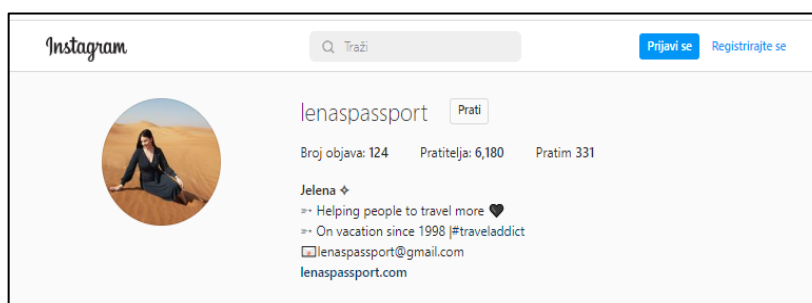 Instagram
Traži
Prijavi se
Registrirajte se
lenaspassport
Prati
Broj objava: 124 Pratitelja: 6,180 Pratim 331
Jelena ✧
➳ Helping people to travel more 🖤
➳ On vacation since 1998 |#traveladdict
💌lenaspassport@gmail.com
lenaspassport.com